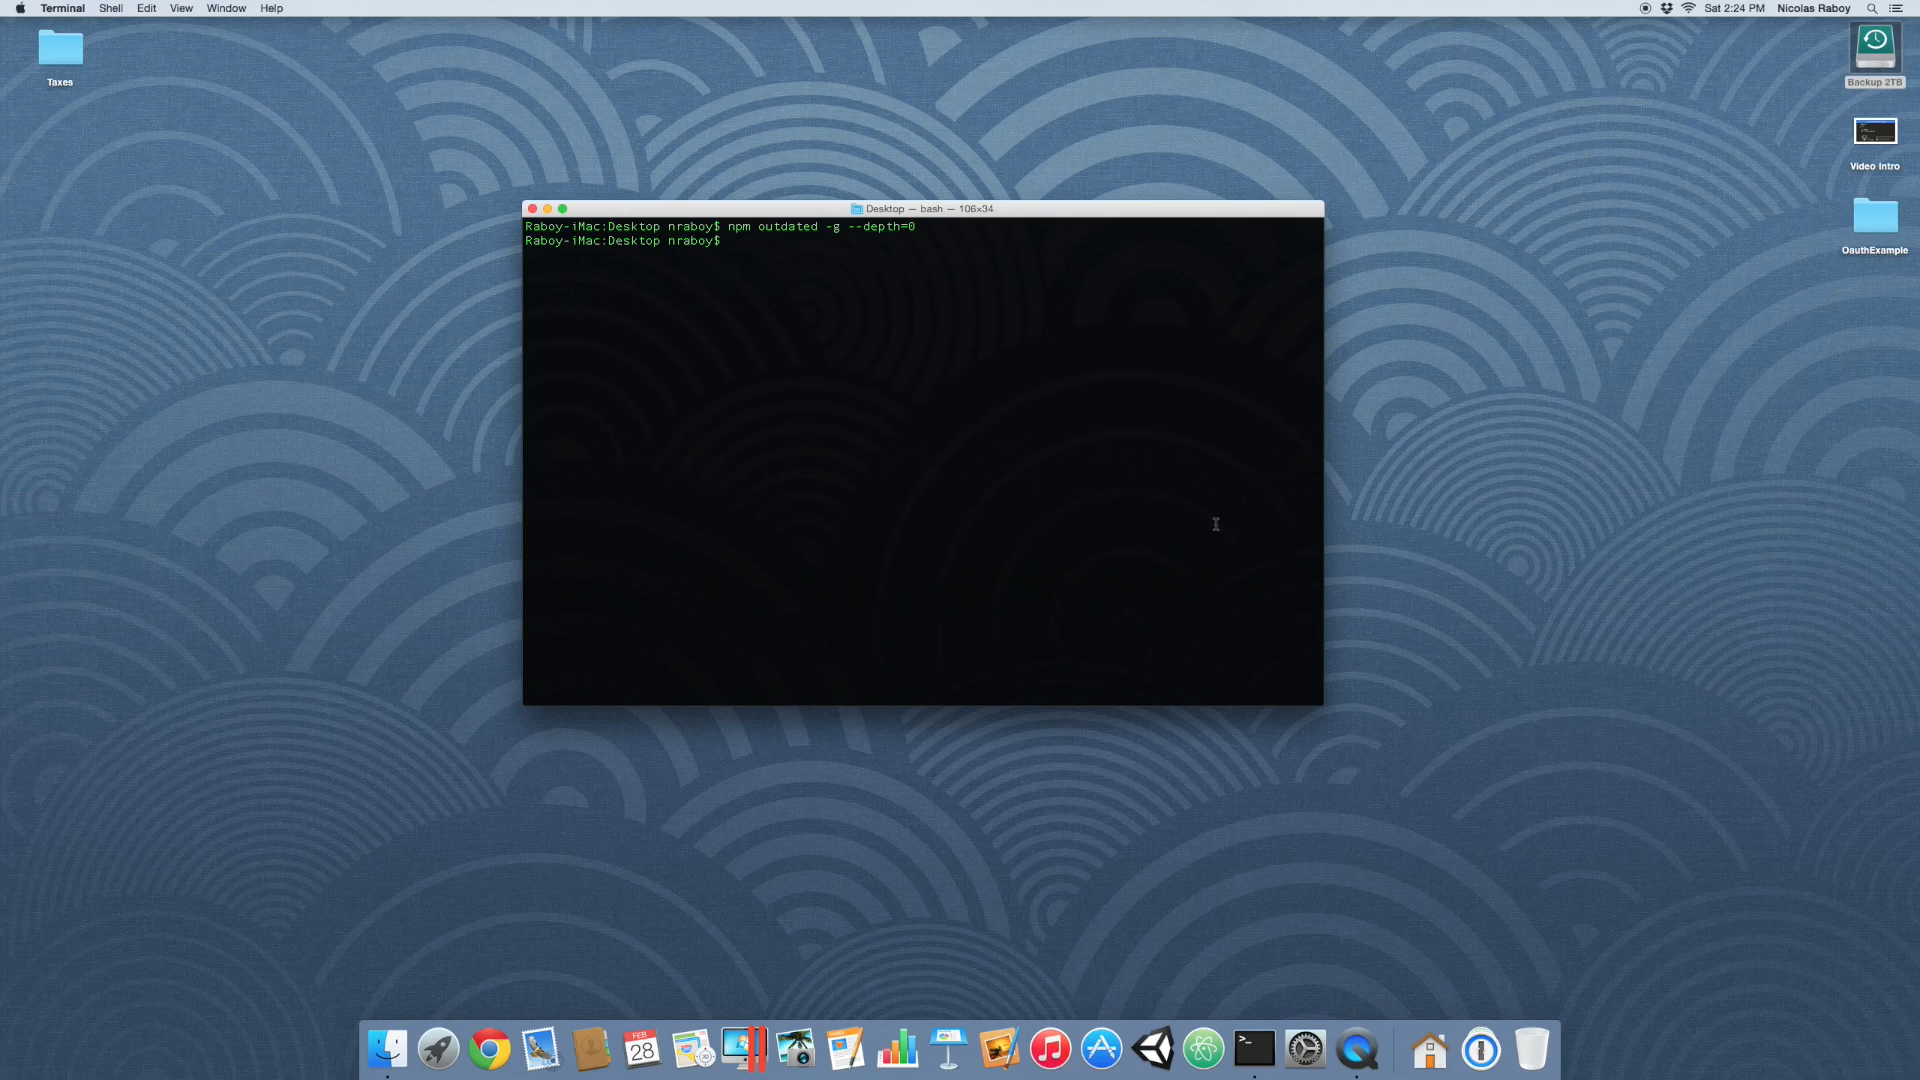 Terminal Shell Edit View Window Help
Sat 2:24 PM Nicolas Raboy
Taxes
Backup 2TB
Video Intro
OauthExample
Desktop — bash — 106×34
Raboy-iMac:Desktop nraboy$ npm outdated -g --depth=0
Raboy-iMac:Desktop nraboy$
FEB
28
>_